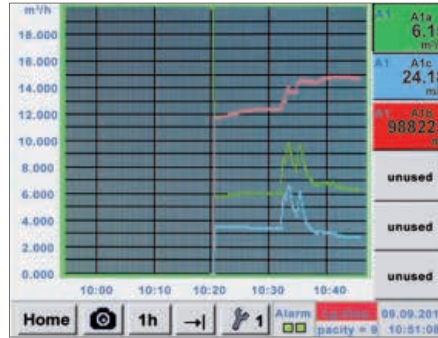 m³/h
18.000
16.000
14.000
12.000
10.000
8.000
6.000
4.000
2.000
0.000
10:00 10:10 10:20 10:30 10:40
A1 A1a
A1 A1c
24.18
A1b
98822
unused
unused
unused
Home 1h →| 1 Alarm
pacity = 9
09.09.201
10:51:08